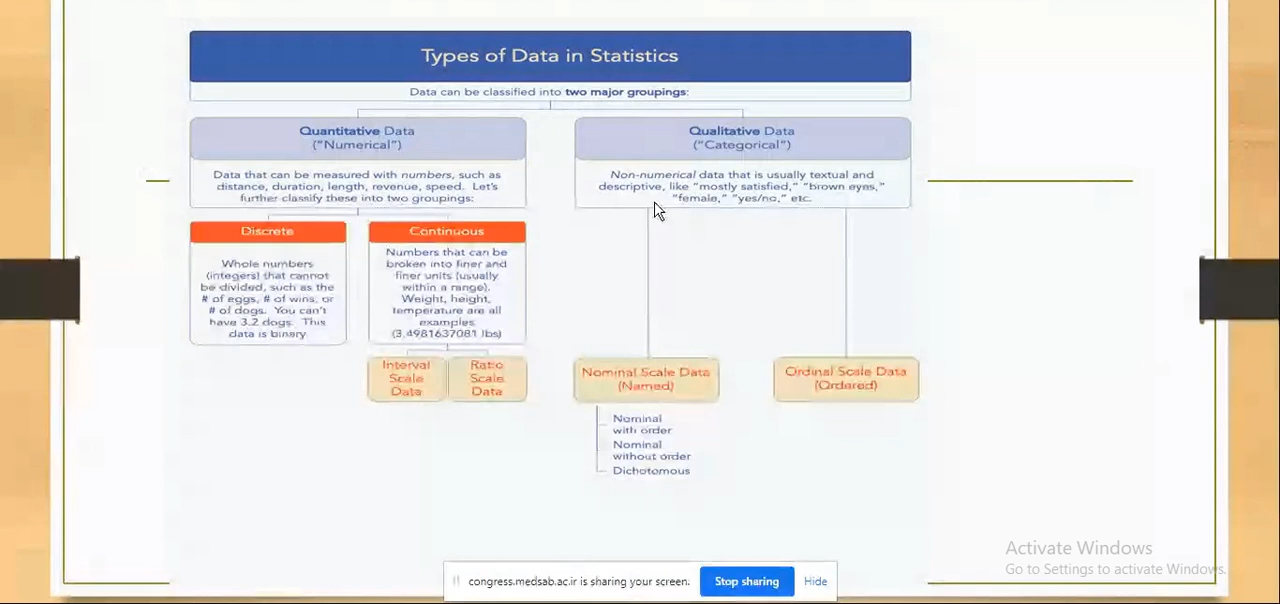 Types of Data in Statistics
Data can be classified into two major groupings:
Quantitative Data
("Numerical")
Data that can be measured with numbers, such as
distance, duration, length, revenue, speed. Let's
further classify these into two groupings:
Discrete
Whole numbers
(integers) that cannot
be divided, such as the
# of eggs, # of wins, or
# of dogs. You can't
have 3.2 dogs. This
data is binary
Continuous
Numbers that can be
broken into finer and
finer units (usually
within a range).
Weight, height,
temperature are all
examples
(3.4981637081 lbs)
Interval
Scale
Data
Ratio
Scale
Data
Qualitative Data
("Categorical")
Non-numerical data that is usually textual and
descriptive, like "mostly satisfied," "brown eyes,"
"female," "yes/no," etc.
Nominal Scale Data
(Named)
Nominal
with order
Nominal
without order
Dichotomous
Ordinal Scale Data
(Ordared)
Activate Windows
Go to Settings to activate Windows.
congress.medsab.ac.ir is sharing your screen.
Stop sharing
Hide